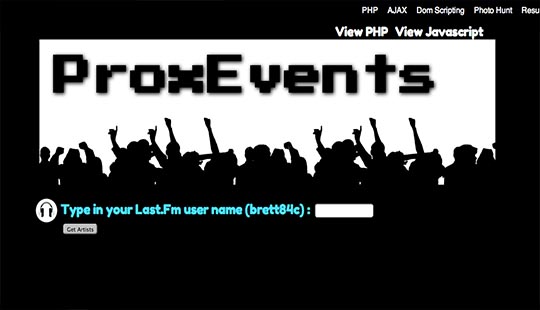 PHP AJAX Dom Scripting Photo Hunt Resu
View PHP View Javascript
ProxEvents
Type in your Last.Fm user name (brett84c) :
Get Artists